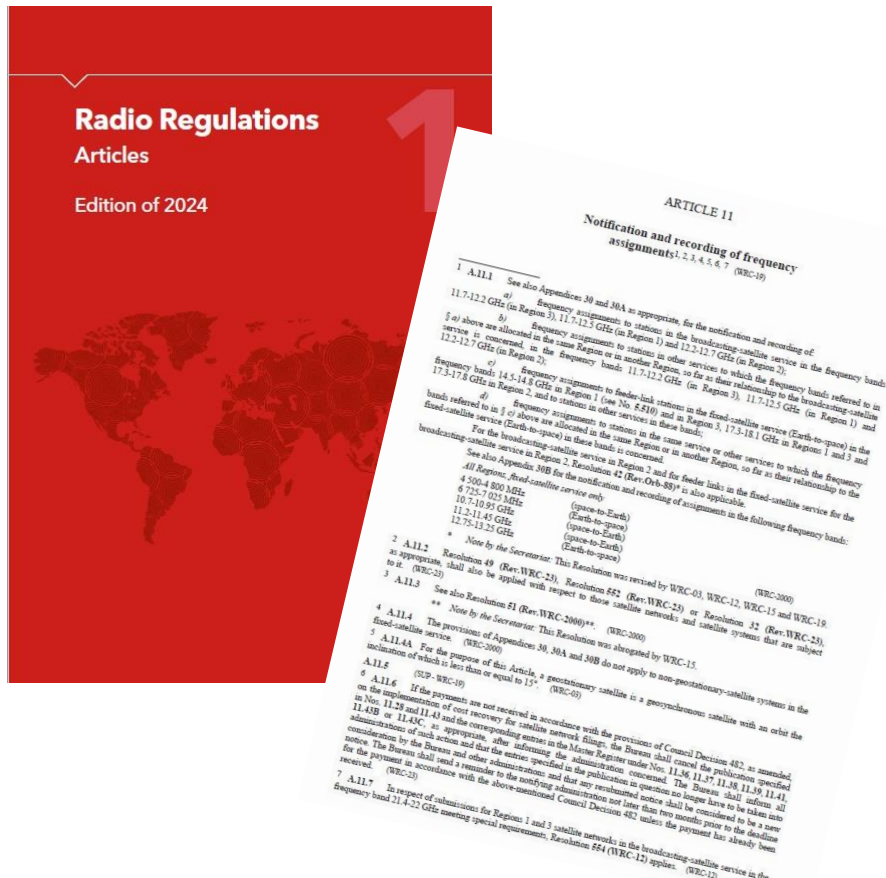 Radio Regulations
Articles
Edition of 2024
1
ARTICLE 11
Notification and recording of frequency
assignments1, 2, 3, 4, 5, 6, 7 (WRC-19)
1 A.11.1 See also Appendices 30 and 30A as appropriate, for the notification and recording of:
a) frequency assignments to stations in the broadcasting-satellite service in the frequency bands
11.7-12.2 GHz (in Region 3), 11.7-12.5 GHz (in Region 1) and 12.2-12.7 GHz (in Region 2);
b) frequency assignments to stations in other services to which the frequency bands referred to in
§ a) above are allocated in the same Region or in another Region, so far as their relationship to the broadcasting-satellite
service is concerned, in the frequency bands 11.7-12.2 GHz (in Region 3), 11.7-12.5 GHz (in Region 1) and
12.2-12.7 GHz (in Region 2);
c) frequency assignments to feeder-link stations in the fixed-satellite service (Earth-to-space) in the
frequency bands 14.5-14.8 GHz in Region 1 (see No. 5.510) and in Region 3, 17.3-18.1 GHz in Regions 1 and 3 and
17.3-17.8 GHz in Region 2, and to stations in other services in these bands;
d) frequency assignments to stations in the same service or other services to which the frequency
bands referred to in § c) above are allocated in the same Region or in another Region, so far as their relationship to the
fixed-satellite service (Earth-to-space) in these bands is concerned.
For the broadcasting-satellite service in Region 2 and for feeder links in the fixed-satellite service for the
broadcasting-satellite service in Region 2, Resolution 42 (Rev.Orb-88)* is also applicable.
See also Appendix 30B for the notification and recording of assignments in the following frequency bands:
All Regions, fixed-satellite service only
4 500-4 800 MHz (space-to-Earth)
6 725-7 025 MHz (Earth-to-space)
10.7-10.95 GHz (space-to-Earth)
11.2-11.45 GHz (space-to-Earth)
12.75-13.25 GHz (Earth-to-space)
(WRC-2000)
* Note by the Secretariat: This Resolution was revised by WRC-03, WRC-12, WRC-15 and WRC-19.
2 A.11.2 Resolution 49 (Rev.WRC-23), Resolution 552 (Rev.WRC-23) or Resolution 32 (Rev.WRC-23),
as appropriate, shall also be applied with respect to those satellite networks and satellite systems that are subject
to it. (WRC-23)
3 A.11.3 See also Resolution 51 (Rev.WRC-2000)**. (WRC-2000)
** Note by the Secretariat: This Resolution was abrogated by WRC-15.
4 A.11.4 The provisions of Appendices 30, 30A and 30B do not apply to non-geostationary-satellite systems in the
fixed-satellite service. (WRC-2000)
5 A.11.4A For the purpose of this Article, a geostationary satellite is a geosynchronous satellite with an orbit the
inclination of which is less than or equal to 15°. (WRC-03)
A.11.5 (SUP - WRC-19)
6 A.11.6 If the payments are not received in accordance with the provisions of Council Decision 482, as amended,
on the implementation of cost recovery for satellite network filings, the Bureau shall cancel the publication specified
in Nos. 11.28 and 11.43 and the corresponding entries in the Master Register under Nos. 11.36, 11.37, 11.38, 11.39, 11.41,
11.43B or 11.43C, as appropriate, after informing the administration concerned. The Bureau shall inform all
administrations of such action and that the entries specified in the publication in question no longer have to be taken into
consideration by the Bureau and other administrations and that any resubmitted notice shall be considered to be a new
notice. The Bureau shall send a reminder to the notifying administration not later than two months prior to the deadline
for the payment in accordance with the above-mentioned Council Decision 482 unless the payment has already been
received. (WRC-23)
7 A.11.7 In respect of submissions for Regions 1 and 3 satellite networks in the broadcasting-satellite service in the
frequency band 21.4-22 GHz meeting special requirements, Resolution 554 (WRC-12) applies. (WRC-12)